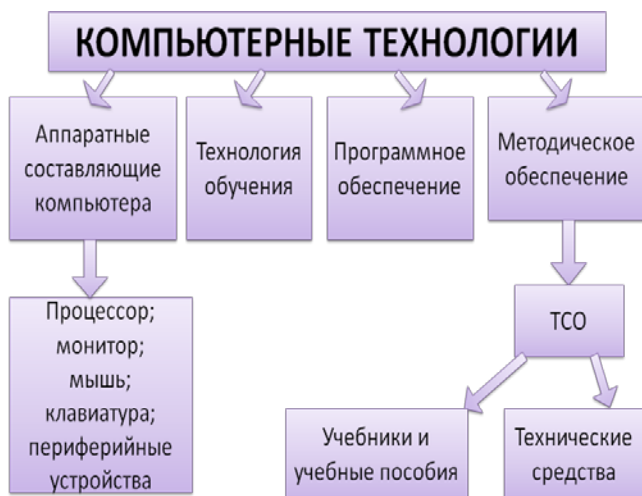 КОМПЬЮТЕРНЫЕ ТЕХНОЛОГИИ
Аппаратные
составляющие
компьютера
Технология
обучения
Программное
обеспечение
Методическое
обеспечение
Процессор;
монитор;
мышь;
клавиатура;
периферийные
устройства
ТСО
Учебники и
учебные пособия
Технические
средства